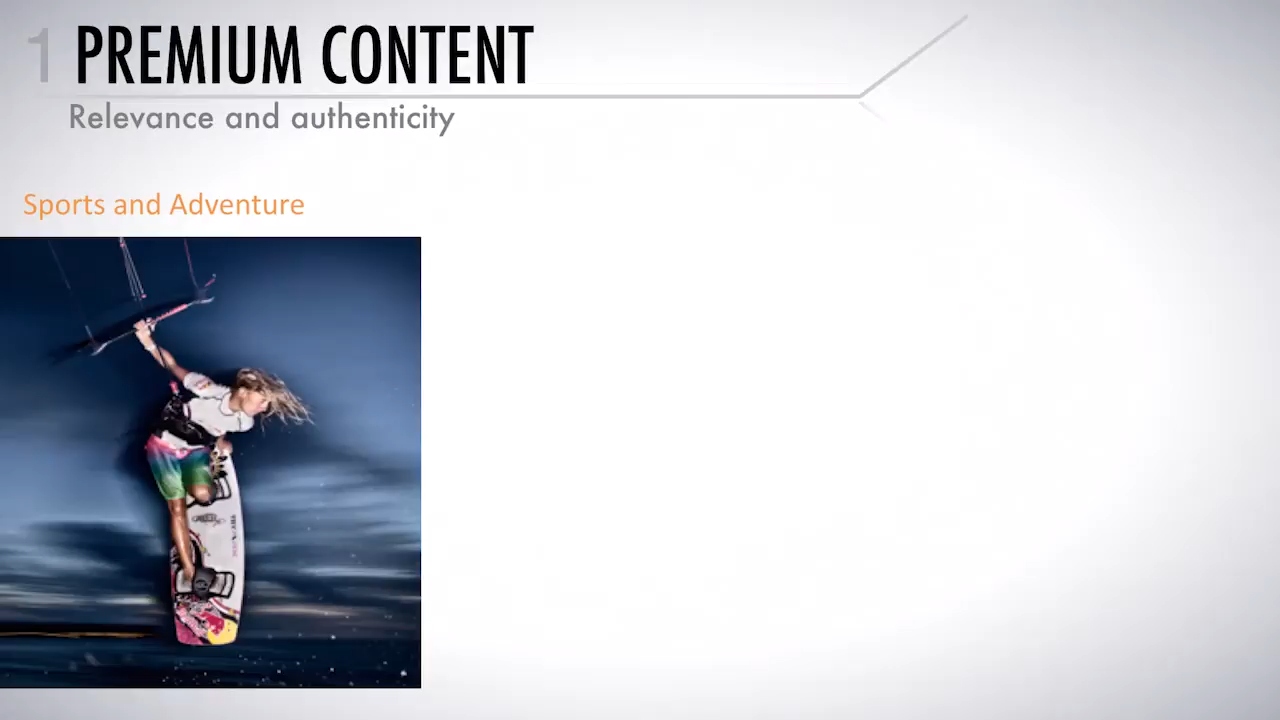 1 PREMIUM CONTENT
Relevance and authenticity
Sports and Adventure